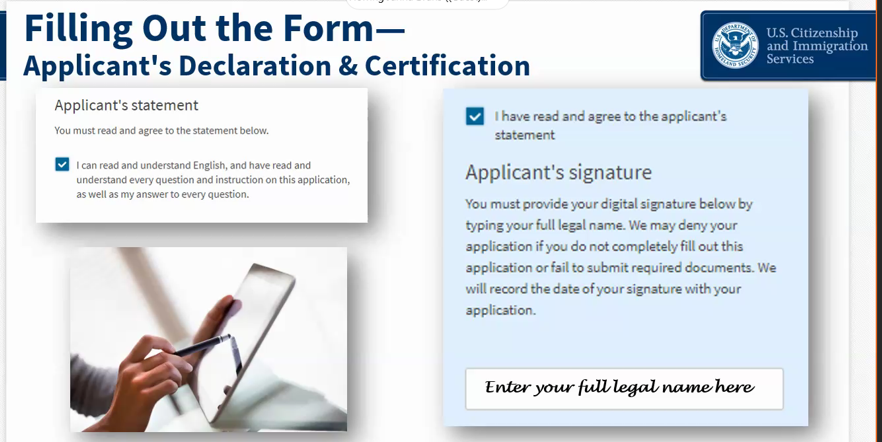 Filling Out the Form—
Applicant's Declaration & Certification
U.S. Citizenship
and Immigration
Services
Applicant's statement
You must read and agree to the statement below.
I can read and understand English, and have read and
understand every question and instruction on this application,
as well as my answer to every question.
I have read and agree to the applicant's
statement
Applicant's signature
You must provide your digital signature below by
typing your full legal name. We may deny your
application if you do not completely fill out this
application or fail to submit required documents. We
will record the date of your signature with your
application.
Enter your full legal name here